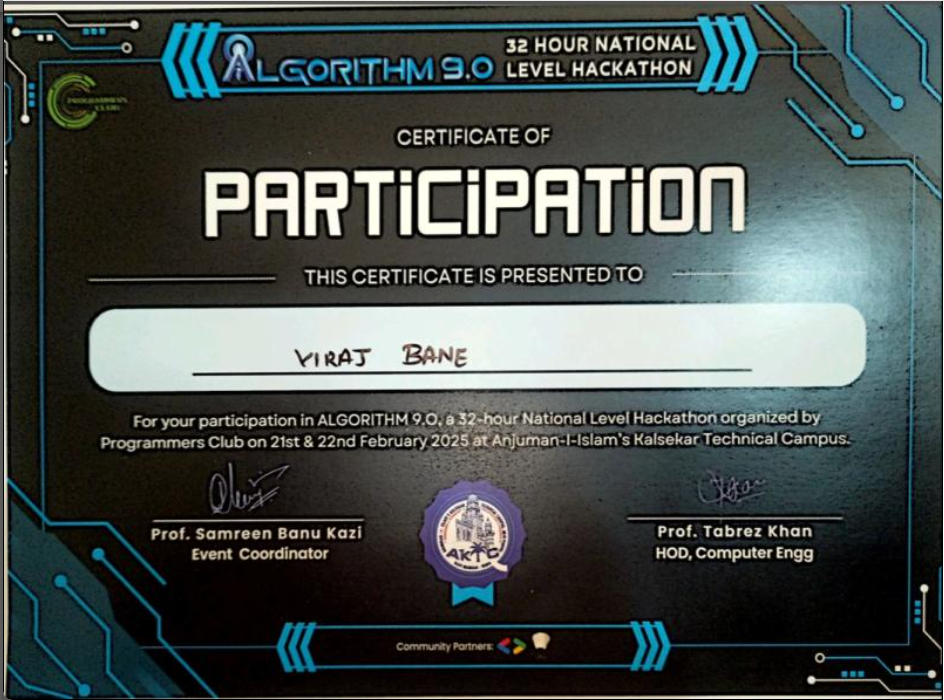 ALGORITHM 9.0
32 HOUR NATIONAL
LEVEL HACKATHON
PROGRAMMER'S
CLUB
CERTIFICATE OF
PARTICIPATION
THIS CERTIFICATE IS PRESENTED TO
VIRAJ BANE
For your participation in ALGORITHM 9.0, a 32-hour National Level Hackathon organized by
Programmers Club on 21st & 22nd February 2025 at Anjuman-I-Islam's Kalsekar Technical Campus.
Prof. Samreen Banu Kazi
Event Coordinator
AKTC
Prof. Tabrez Khan
HOD, Computer Engg
Community Partners: